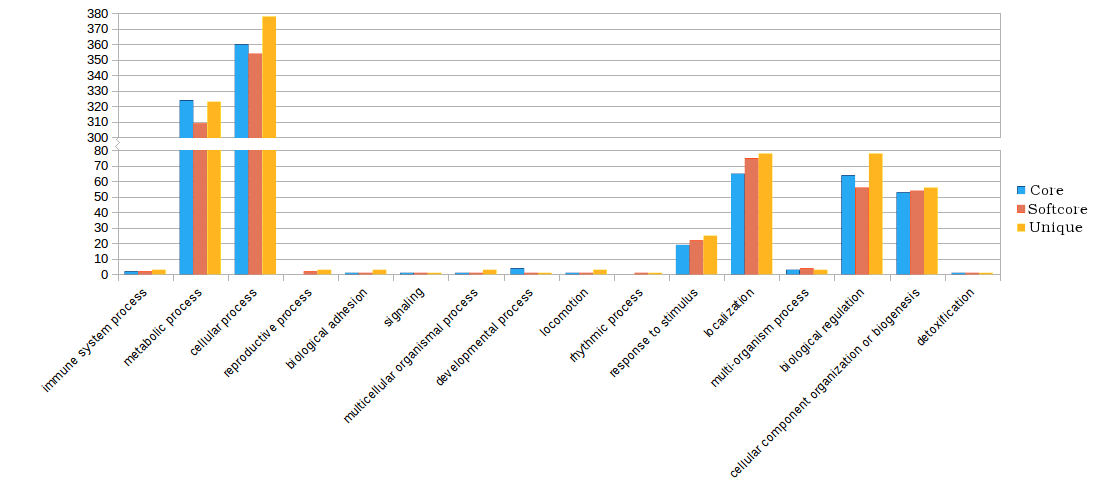 380
370
360
350
340
330
320
310
300
80
70
60
50
40
30
20
10
0
immune system process
metabolic process
cellular process
reproductive process
biological adhesion
signaling
multicellular organismal process
developmental process
locomotion
rhythmic process
response to stimulus
localization
multi-organism process
biological regulation
cellular component organization or biogenesis
detoxification
Core
Softcore
Unique